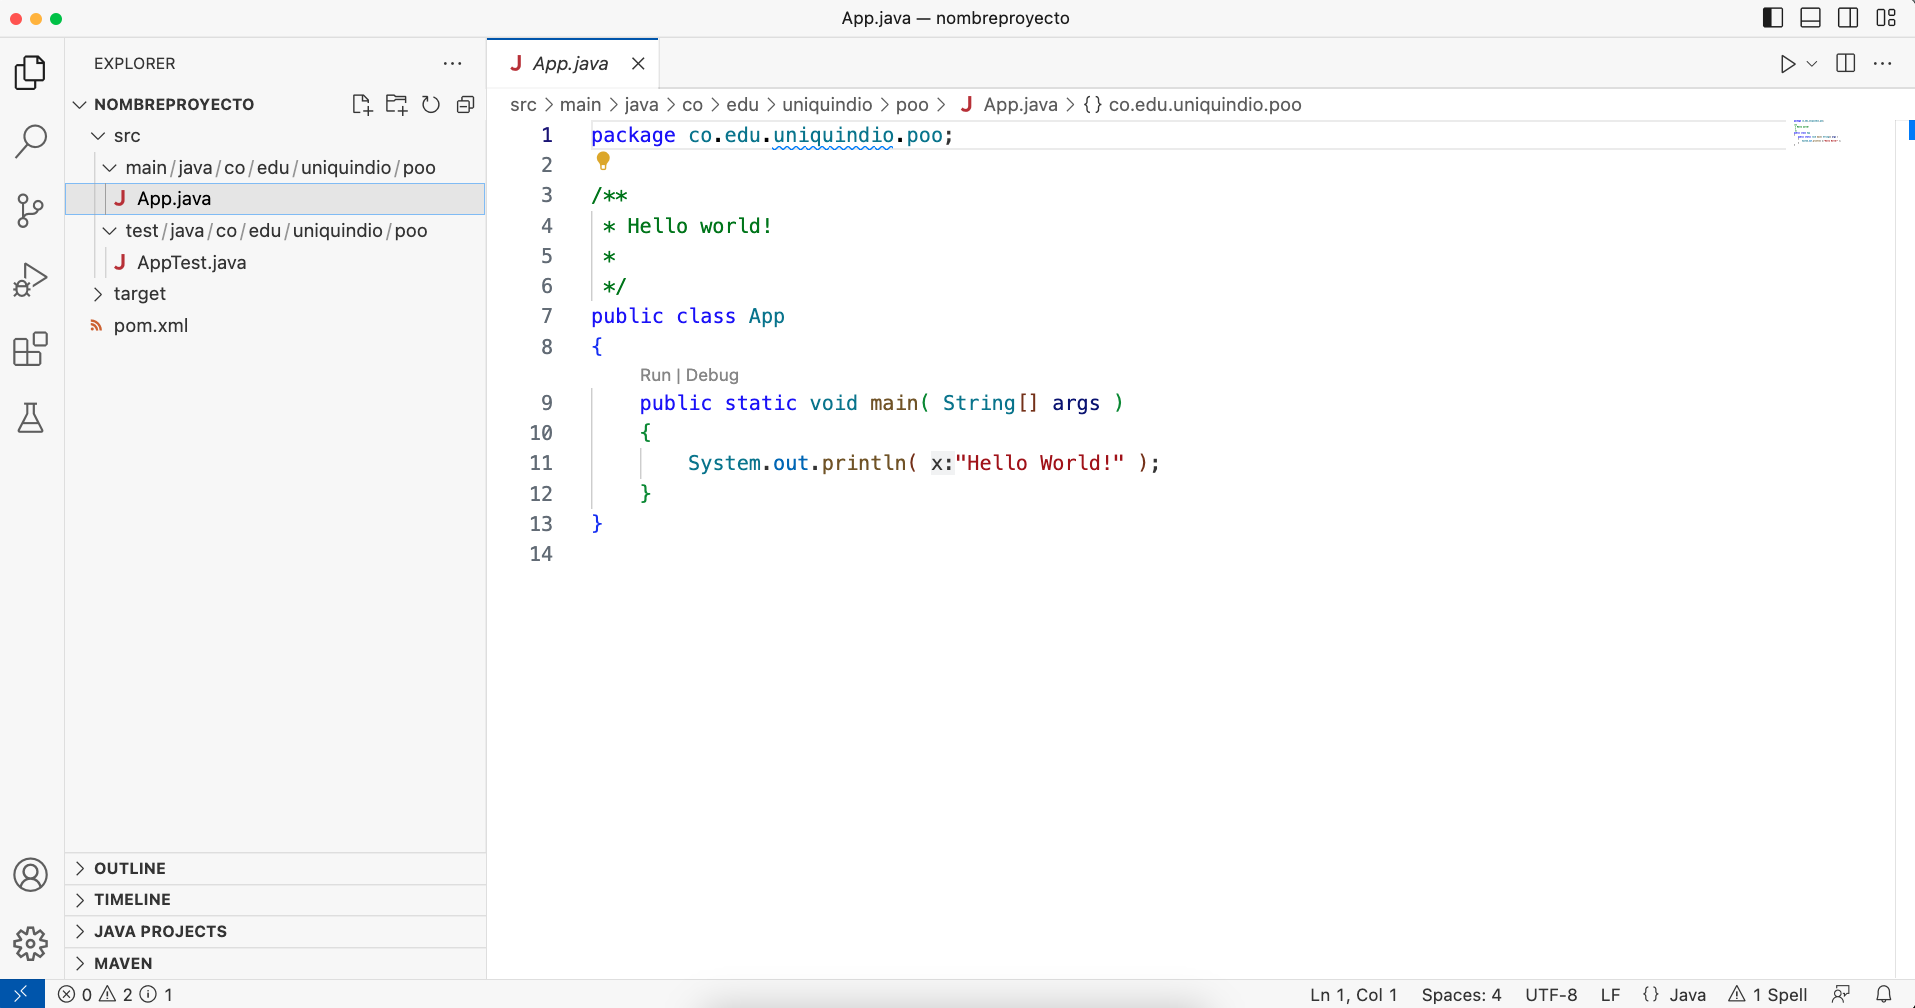 App.java — nombreproyecto
EXPLORER
NOMBREPROYECTO
src
main/java/co/edu/uniquindio/poo
J App.java
test/java/co/edu/uniquindio/poo
J AppTest.java
target
pom.xml
OUTLINE
TIMELINE
JAVA PROJECTS
MAVEN
J App.java
src > main > java > co > edu > uniquindio > poo > J App.java > {} co.edu.uniquindio.poo
1 package co.edu.uniquindio.poo;
2
3 /**
4 * Hello world!
5 *
6 */
7 public class App
8 {
Run | Debug
9 public static void main( String[] args )
10 {
11 System.out.println( x:"Hello World!" );
12 }
13 }
14
0 2 1
Ln 1, Col 1 Spaces: 4 UTF-8 LF {} Java 1 Spell